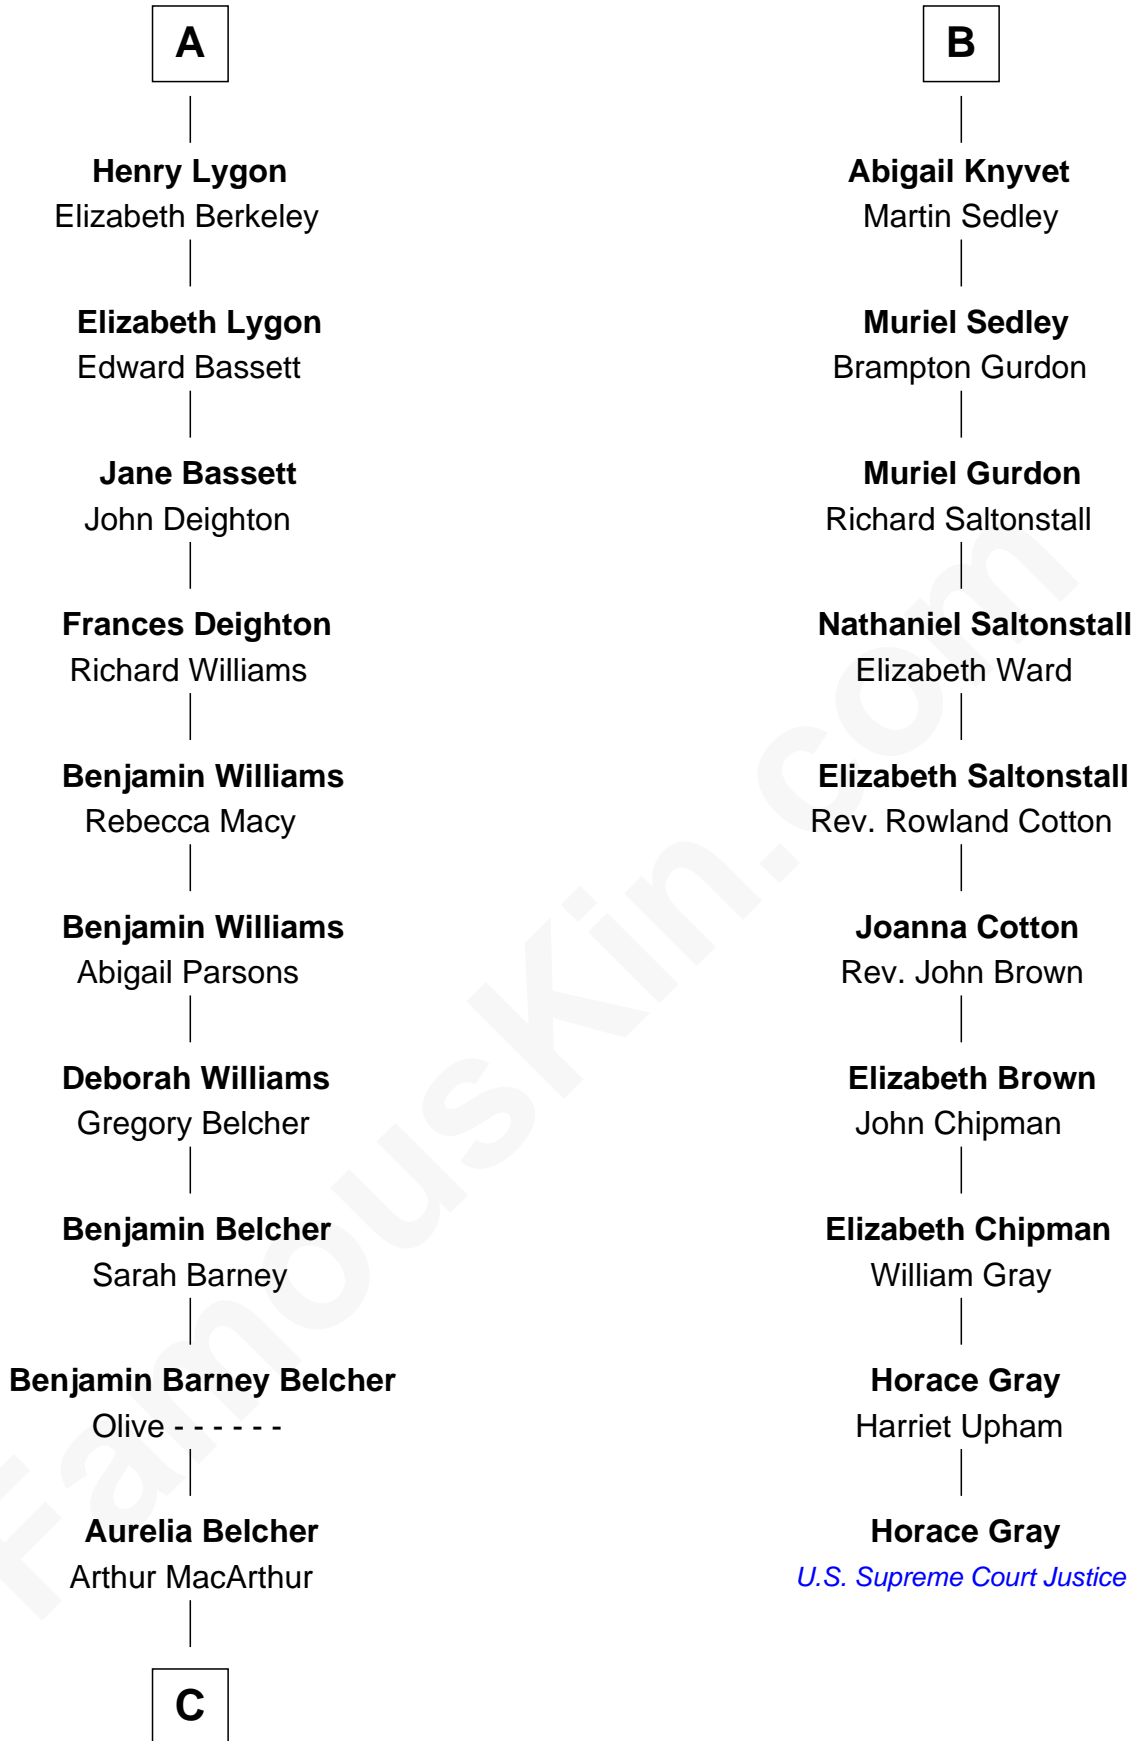 A
Henry Lygon
Elizabeth Berkeley
Elizabeth Lygon
Edward Bassett
Jane Bassett
John Deighton
Frances Deighton
Richard Williams
Benjamin Williams
Rebecca Macy
Benjamin Williams
Abigail Parsons
Deborah Williams
Gregory Belcher
Benjamin Belcher
Sarah Barney
Benjamin Barney Belcher
Olive - - - - - -
Aurelia Belcher
Arthur MacArthur
C
B
Abigail Knyvet
Martin Sedley
Muriel Sedley
Brampton Gurdon
Muriel Gurdon
Richard Saltonstall
Nathaniel Saltonstall
Elizabeth Ward
Elizabeth Saltonstall
Rev. Rowland Cotton
Joanna Cotton
Rev. John Brown
Elizabeth Brown
John Chipman
Elizabeth Chipman
William Gray
Horace Gray
Harriet Upham
Horace Gray
U.S. Supreme Court Justice
FamousKin.com